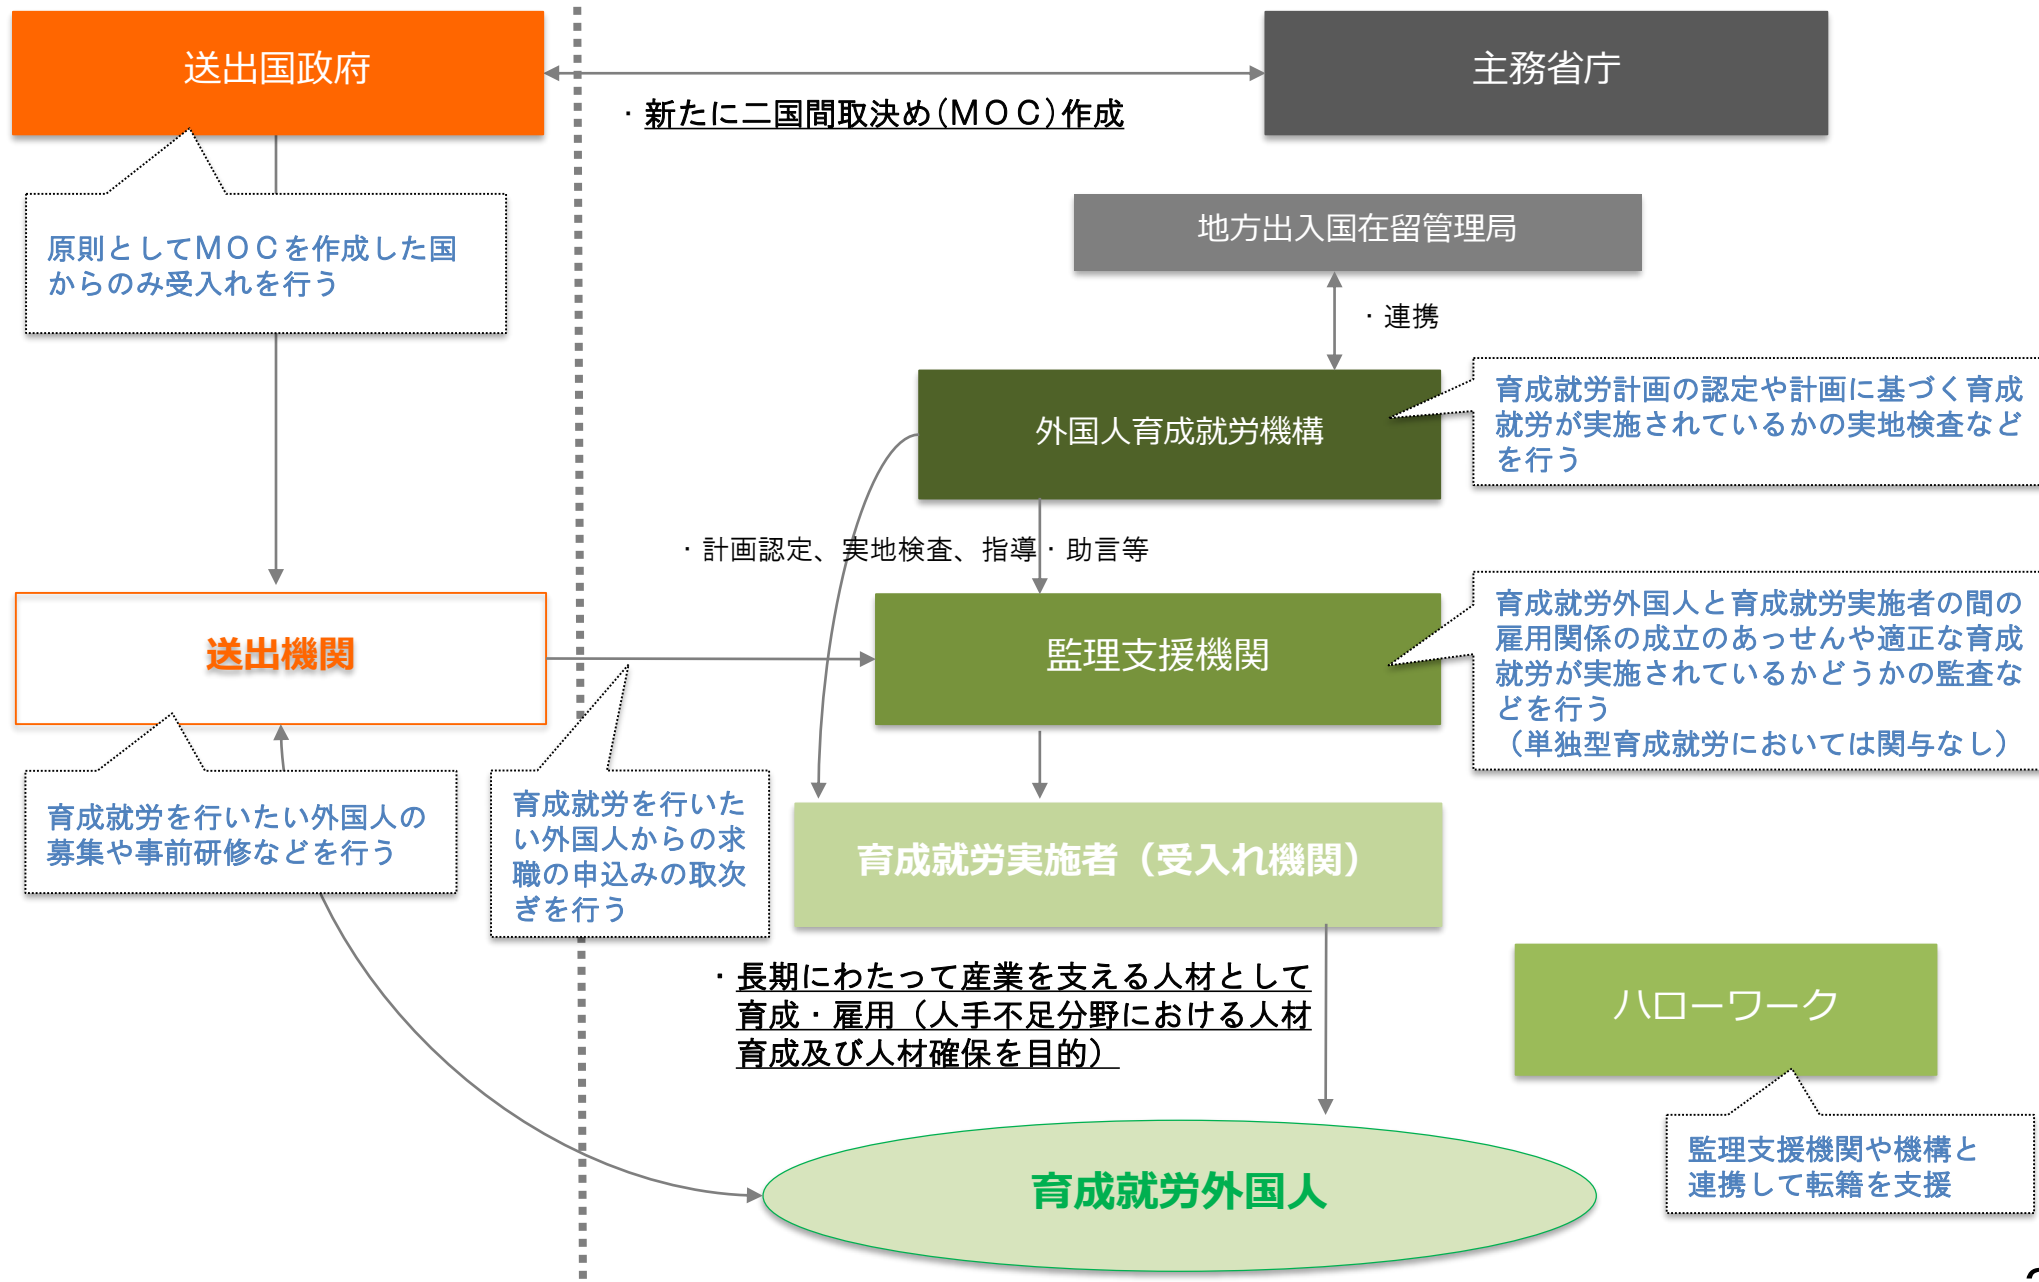 送出国政府
主務省庁
・新たに二国間取決め(ＭＯＣ)作成
地方出入国在留管理局
原則としてＭＯＣを作成した国
からのみ受入れを行う
・連携
外国人育成就労機構
育成就労計画の認定や計画に基づく育成
就労が実施されているかの実地検査など
を行う
・計画認定、実地検査、指導・助言等
送出機関
監理支援機関
育成就労外国人と育成就労実施者の間の
雇用関係の成立のあっせんや適正な育成
就労が実施されているかどうかの監査な
どを行う
（単独型育成就労においては関与なし）
育成就労を行いたい外国人の
募集や事前研修などを行う
育成就労を行いた
い外国人からの求
職の申込みの取次
ぎを行う
育成就労実施者（受入れ機関）
・長期にわたって産業を支える人材として
育成・雇用（人手不足分野における人材
育成及び人材確保を目的）
ハローワーク
監理支援機関や機構と
連携して転籍を支援
育成就労外国人